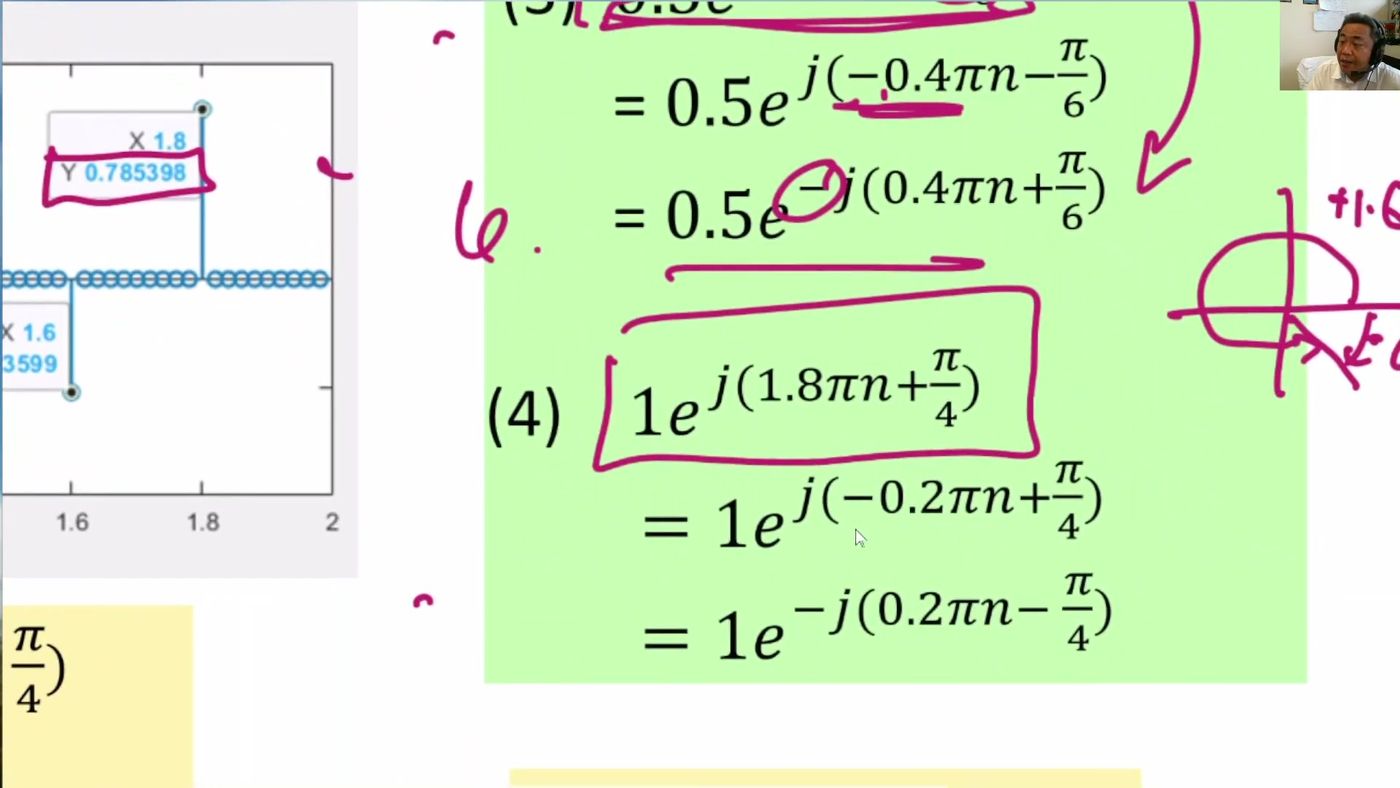 X 1.8
Y 0.785398
X 1.6
3599
1.6 1.8 2
π/4)
= 0.5e^{j(−0.4πn−π/6)}
= 0.5e^{−j(0.4πn+π/6)}
6.
(4) 1e^{j(1.8πn+π/4)}
= 1e^{j(−0.2πn+π/4)}
= 1e^{−j(0.2πn−π/4)}